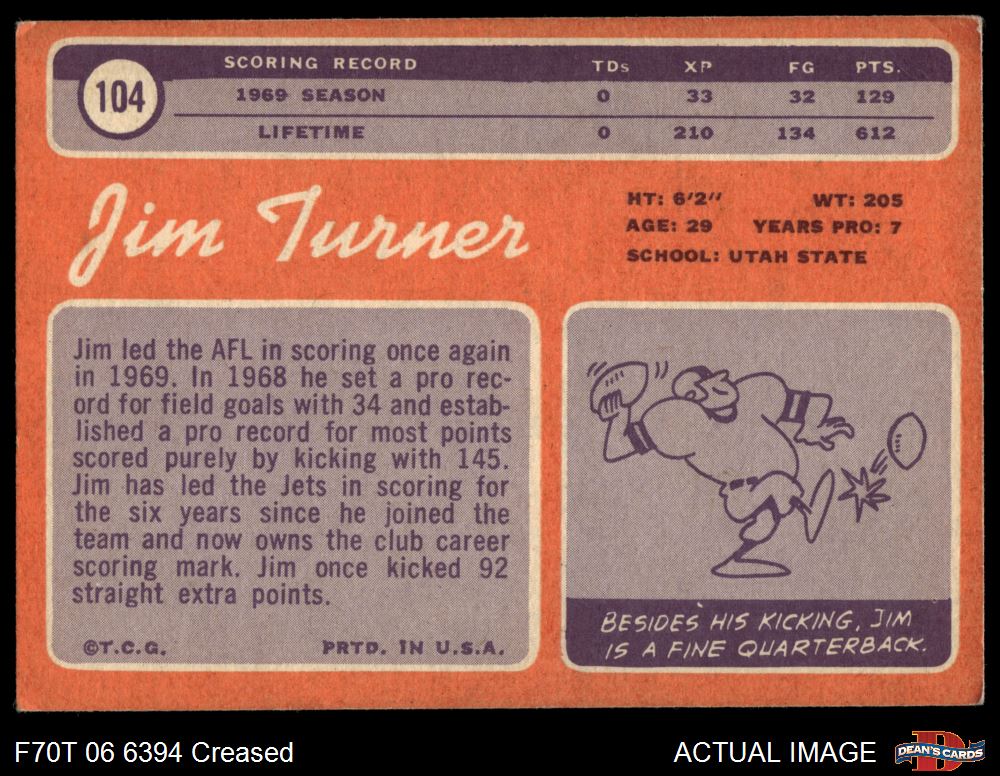 104
SCORING RECORD TDs XP FG PTS.
1969 SEASON 0 33 32 129
LIFETIME 0 210 134 612
Jim Turner
HT: 6'2" WT: 205
AGE: 29 YEARS PRO: 7
SCHOOL: UTAH STATE
Jim led the AFL in scoring once again
in 1969. In 1968 he set a pro rec-
ord for field goals with 34 and estab-
lished a pro record for most points
scored purely by kicking with 145.
Jim has led the Jets in scoring for
the six years since he joined the
team and now owns the club career
scoring mark. Jim once kicked 92
straight extra points.
©T.C.G. PRTD. IN U.S.A.
BESIDES HIS KICKING, JIM
IS A FINE QUARTERBACK.
F70T 06 6394 Creased
ACTUAL IMAGE
D
DEAN'S CARDS